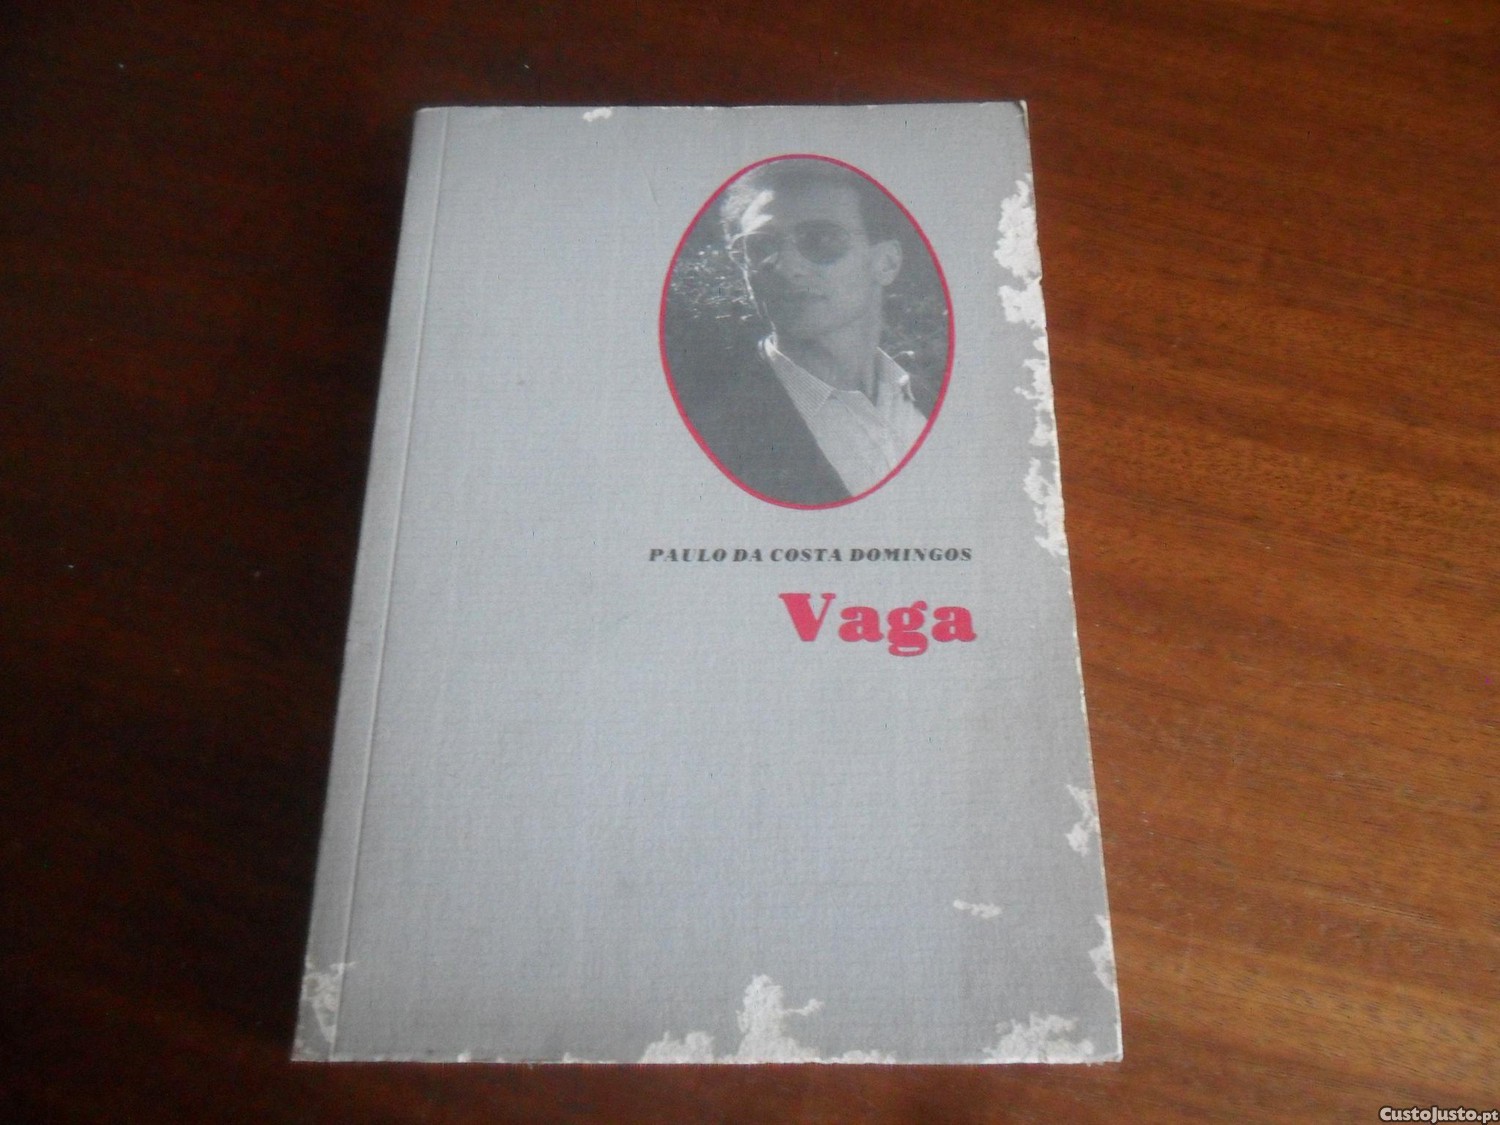 PAULO DA COSTA DOMINGOS
Vaga
CustoJusto.pt